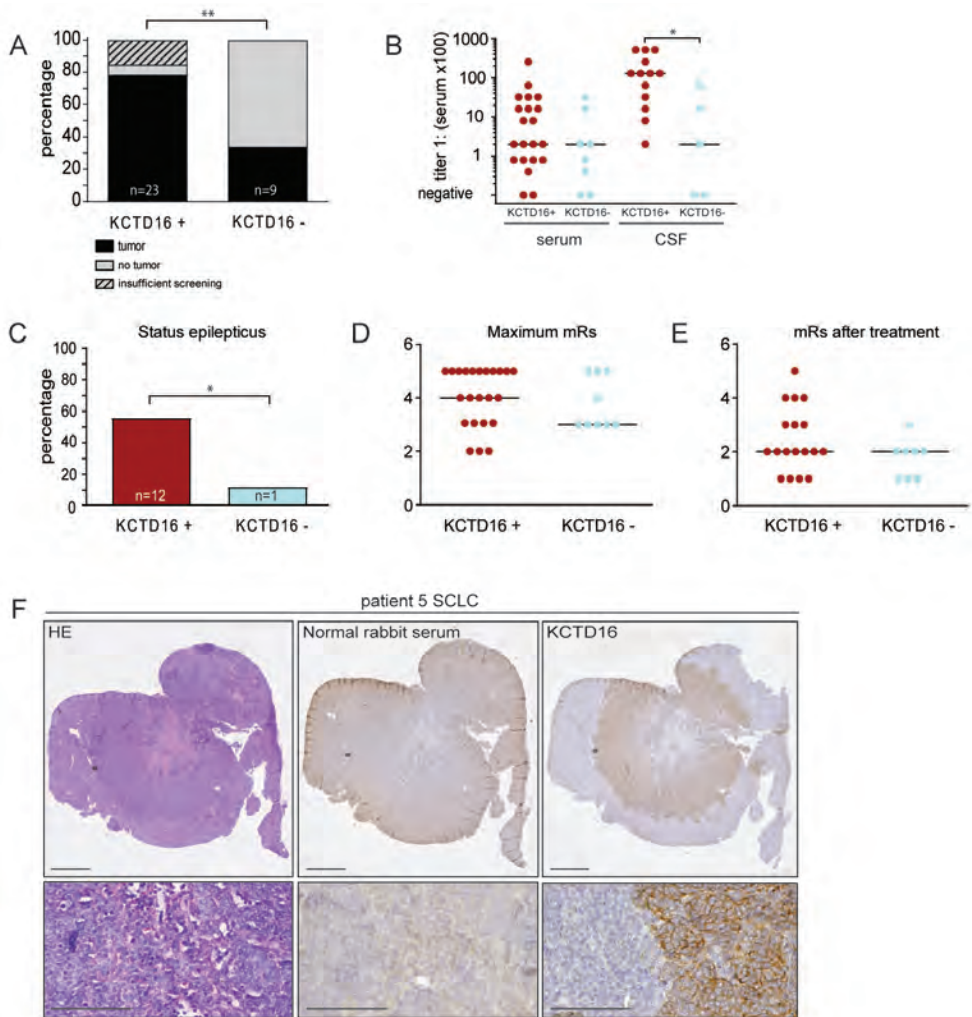 A
**
100
80
60
40
20
0
percentage
n=23
n=9
KCTD16 +
KCTD16 -
tumor
no tumor
insufficient screening
B
*
1000
100
10
1
negative
titer 1: (serum x100)
KCTD16+
KCTD16-
KCTD16+
KCTD16-
serum
CSF
C
Status epilepticus
*
100
80
60
40
20
0
percentage
n=12
n=1
KCTD16 +
KCTD16 -
D
Maximum mRs
6
4
2
0
KCTD16 +
KCTD16 -
E
mRs after treatment
6
4
2
0
KCTD16 +
KCTD16 -
F
patient 5 SCLC
HE
Normal rabbit serum
KCTD16